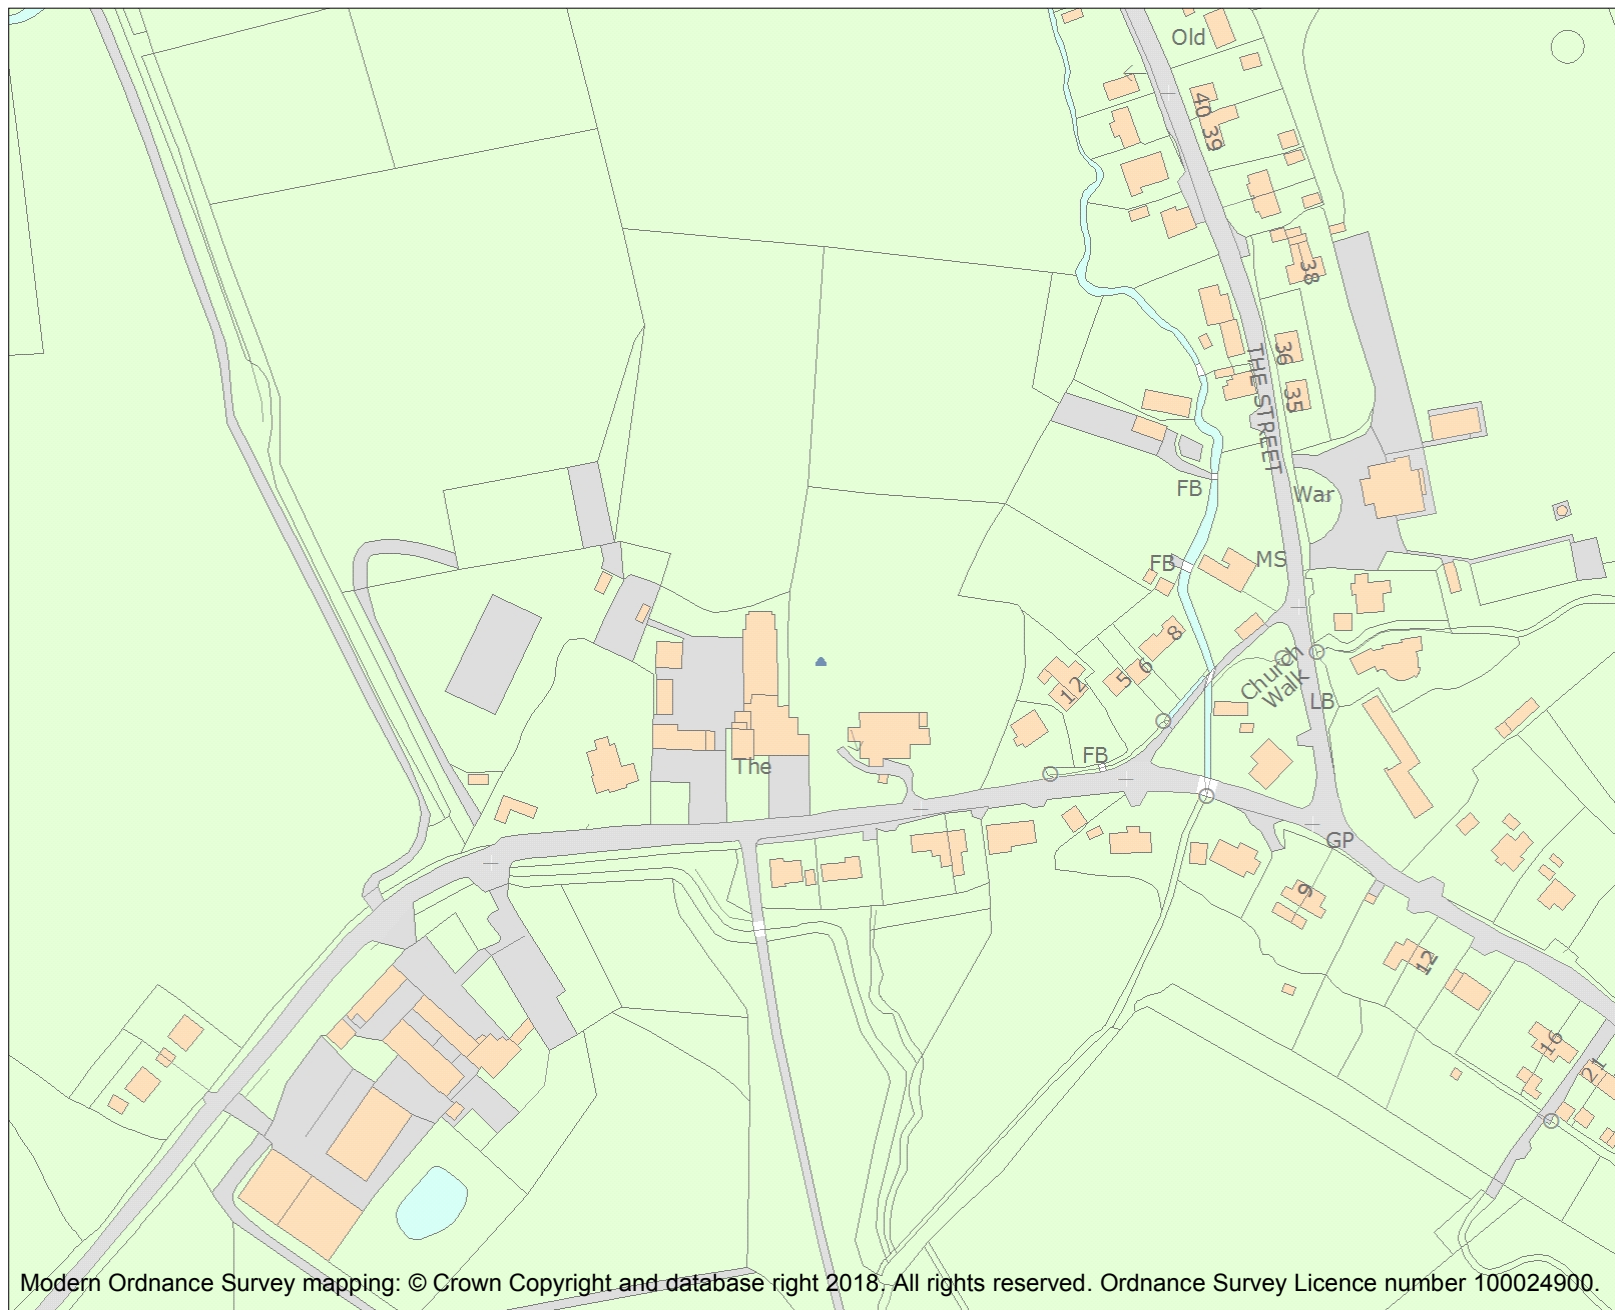 Old
40
39
38
36
35
THE STREET
War
FB
MS
FB
8
6
5
12
Church
Walk
LB
FB
The
GP
9
12
16
21
Modern Ordnance Survey mapping: © Crown Copyright and database right 2018. All rights reserved. Ordnance Survey Licence number 100024900.